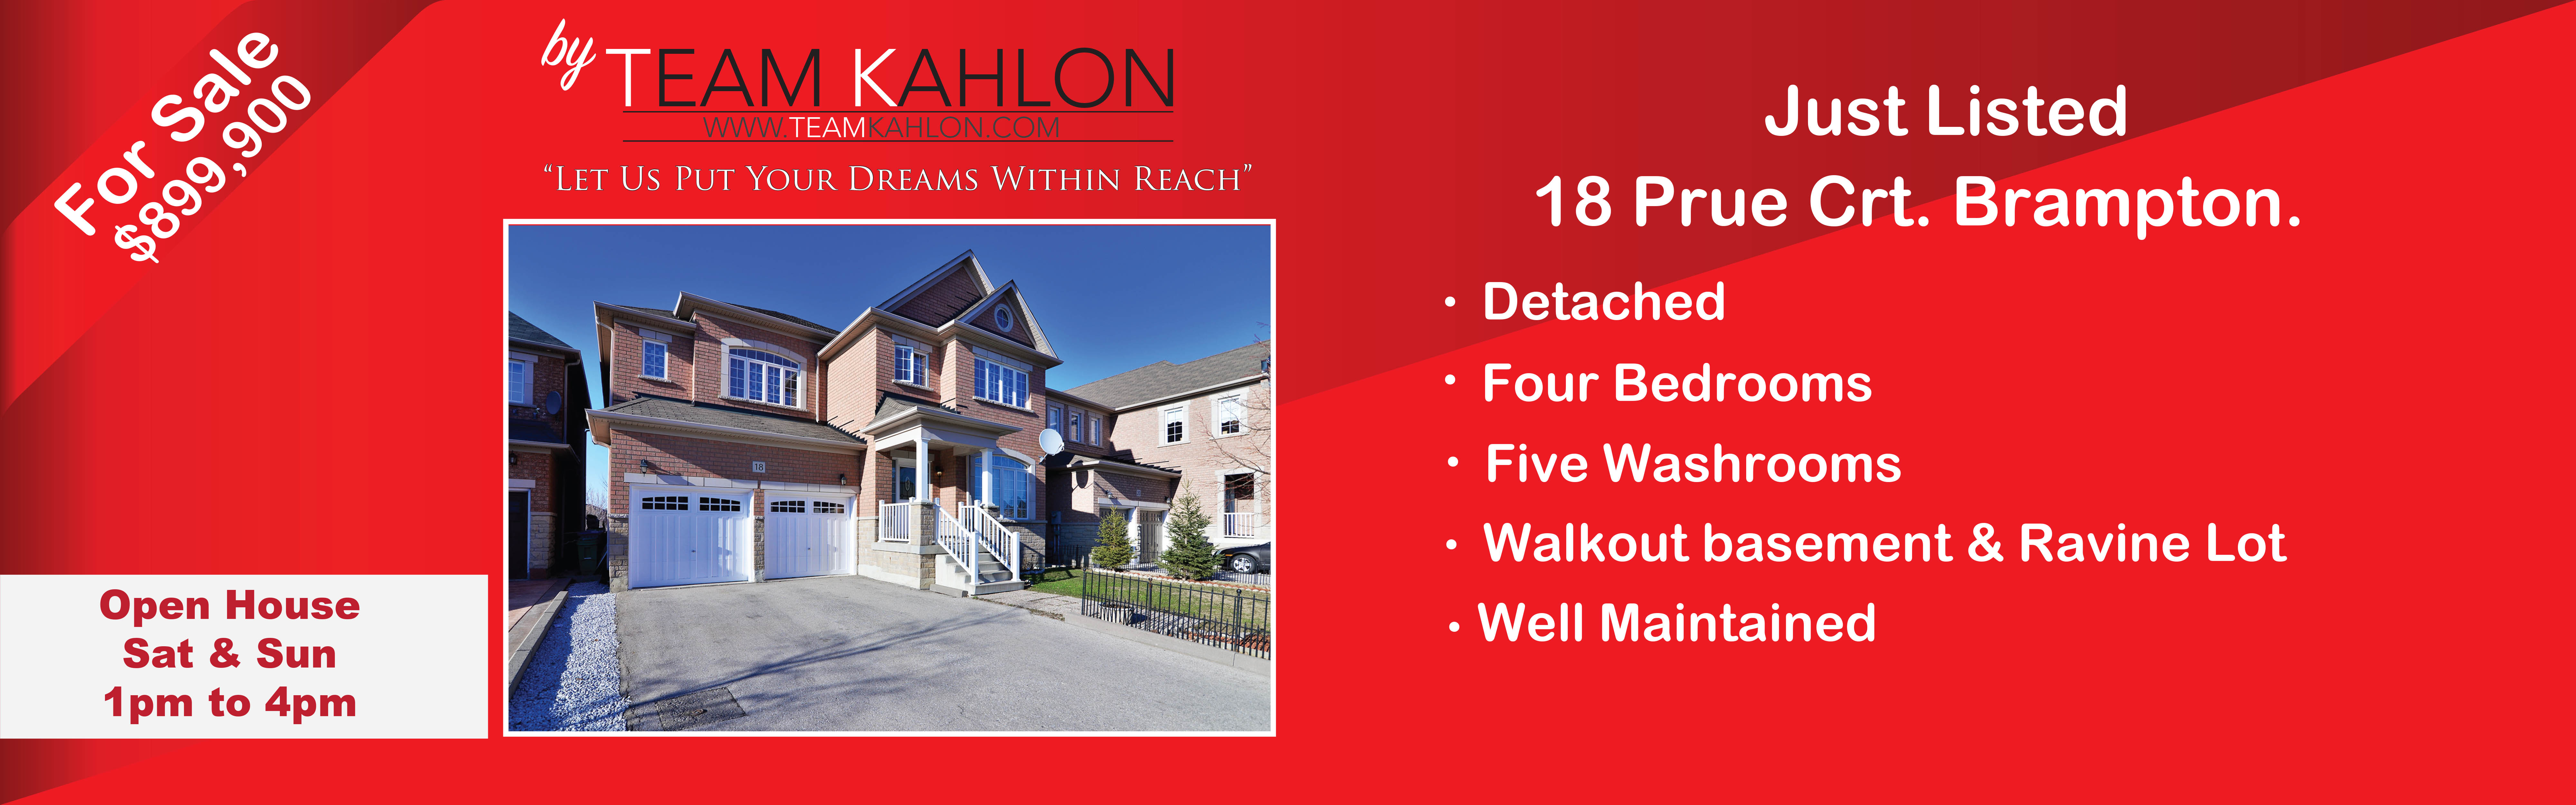 For Sale
$899,900
by TEAM KAHLON
WWW.TEAMKAHLON.COM
“LET US PUT YOUR DREAMS WITHIN REACH”
18
Open House
Sat & Sun
1pm to 4pm
Just Listed
18 Prue Crt. Brampton.
• Detached
• Four Bedrooms
• Five Washrooms
• Walkout basement & Ravine Lot
• Well Maintained